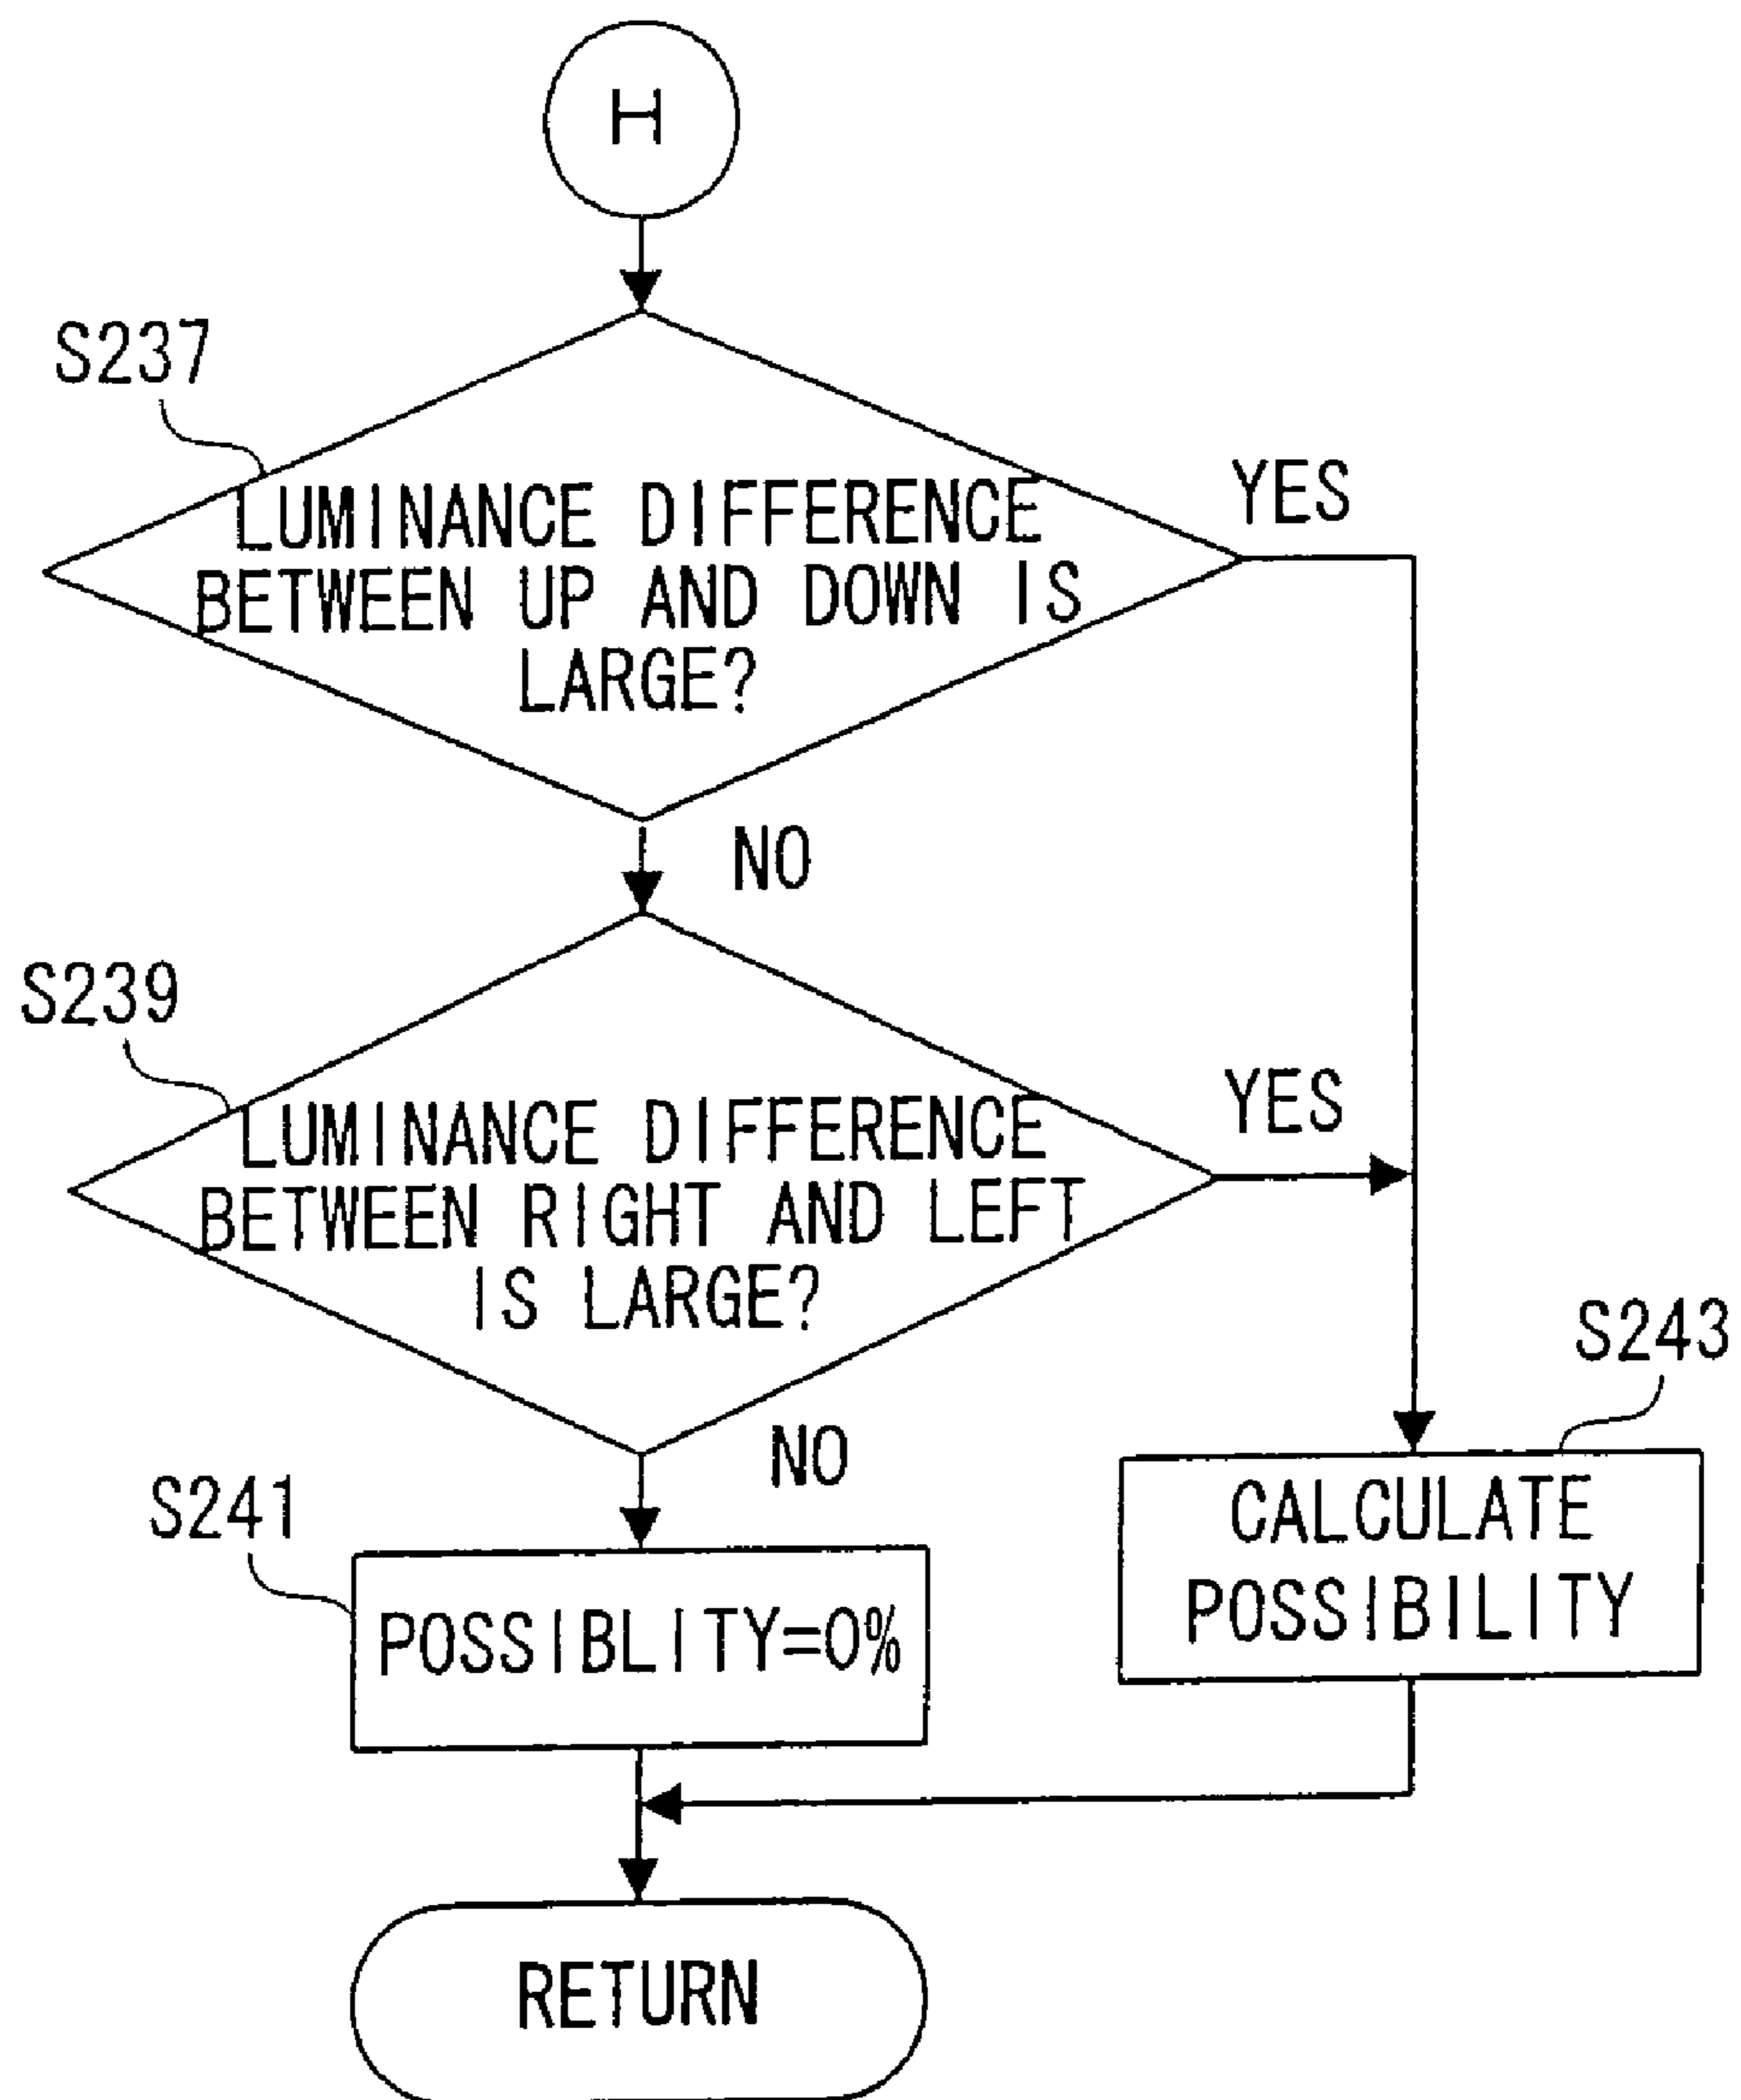 H
S237
LUMINANCE DIFFERENCE
BETWEEN UP AND DOWN IS
LARGE?
YES
NO
S239
LUMINANCE DIFFERENCE
BETWEEN RIGHT AND LEFT
IS LARGE?
YES
NO
S241
POSSIBLITY=0%
S243
CALCULATE
POSSIBILITY
RETURN